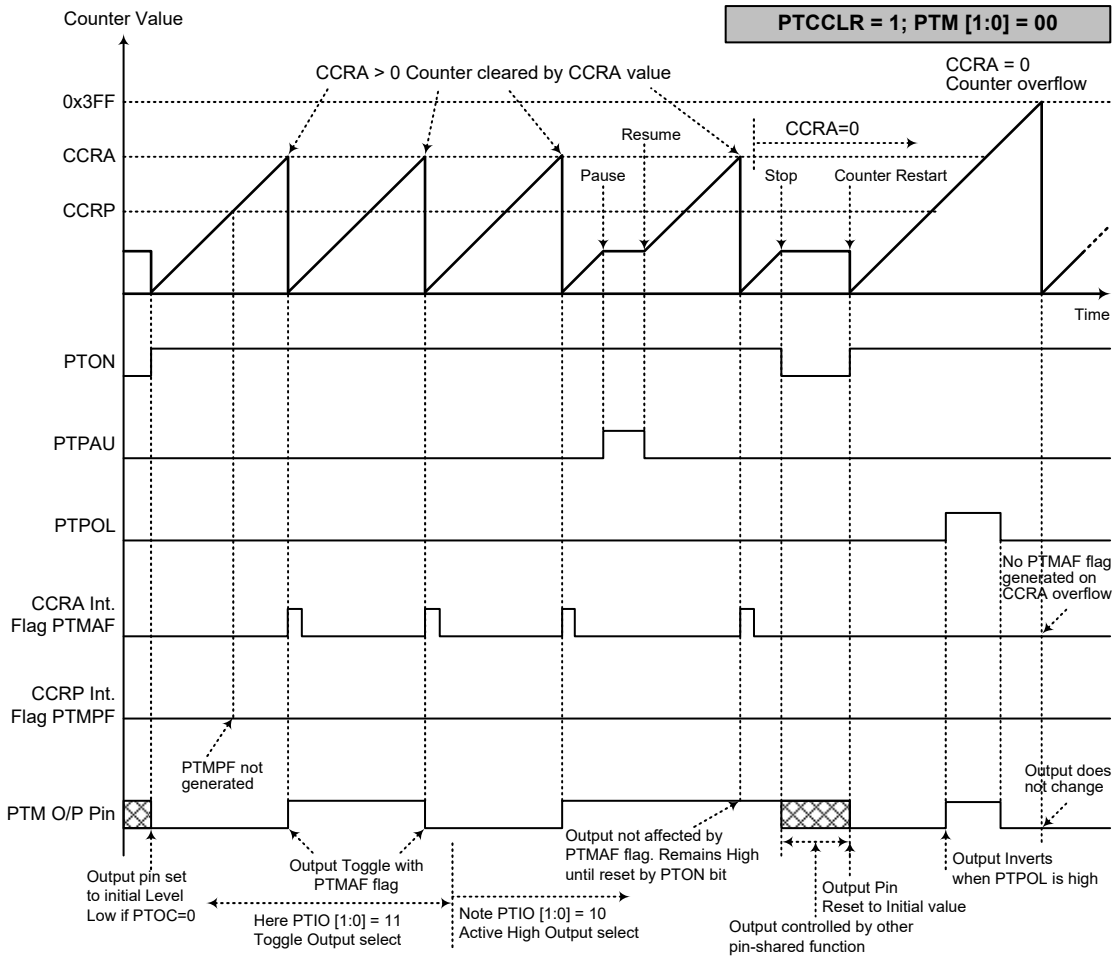 Counter Value
PTCCLR = 1; PTM [1:0] = 00
CCRA > 0 Counter cleared by CCRA value
CCRA = 0
Counter overflow
0x3FF
Resume
CCRA=0
CCRA
Pause
Stop
Counter Restart
CCRP
Time
PTON
PTPAU
PTPOL
No PTMAF flag
generated on
CCRA overflow
CCRA Int.
Flag PTMAF
CCRP Int.
Flag PTMPF
PTMPF not
generated
Output does
not change
PTM O/P Pin
Output pin set
to initial Level
Low if PTOC=0
Output Toggle with
PTMAF flag
Here PTIO [1:0] = 11
Toggle Output select
Note PTIO [1:0] = 10
Active High Output select
Output not affected by
PTMAF flag. Remains High
until reset by PTON bit
Output Pin
Reset to Initial value
Output controlled by other
pin-shared function
Output Inverts
when PTPOL is high